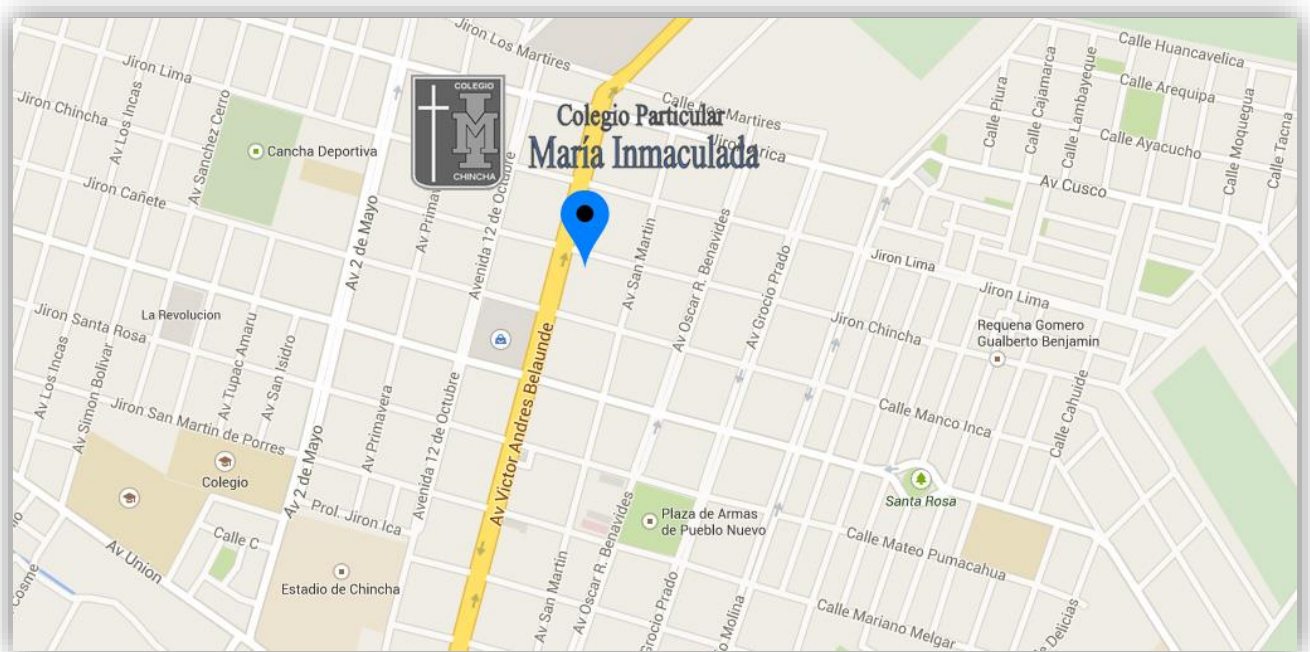 Jiron Los Martires
Calle Huancavelica
Jiron Lima
COLEGIO
IMI
CHINCHA
Colegio Particular
María Inmaculada
Calle Los Martires
Jiron Arica
Calle Piura
Calle Cajamarca
Calle Lambayeque
Calle Arequipa
Calle Ayacucho
Calle Moquegua
Calle Tacna
Jiron Chincha
Av Los Incas
Av Sanchez Cerro
Cancha Deportiva
Av Cusco
Jiron Cañete
Av 2 de Mayo
Avenida 12 de Octubre
Av San Martin
Av Oscar R. Benavides
Av Grocio Prado
Jiron Lima
Jiron Lima
La Revolucion
Jiron Santa Rosa
Jiron Chincha
Requena Gomero
Gualberto Benjamin
Av Los Incas
Av Simon Bolivar
Av Tupac Amaru
Av San Isidro
Av Primavera
Avenida 12 de Octubre
Av Victor Andres Belaunde
Calle Manco Inca
Calle Cahuide
Jiron San Martin de Porres
Colegio
Av 2 de Mayo
Santa Rosa
Prol. Jiron Ica
Plaza de Armas
de Pueblo Nuevo
Calle C
Av Union
Estadio de Chincha
Calle Mateo Pumacahua
Av San Martin
Av Oscar R. Benavides
Grocio Prado
Molina
Calle Mariano Melgar
Delicias
Cosme